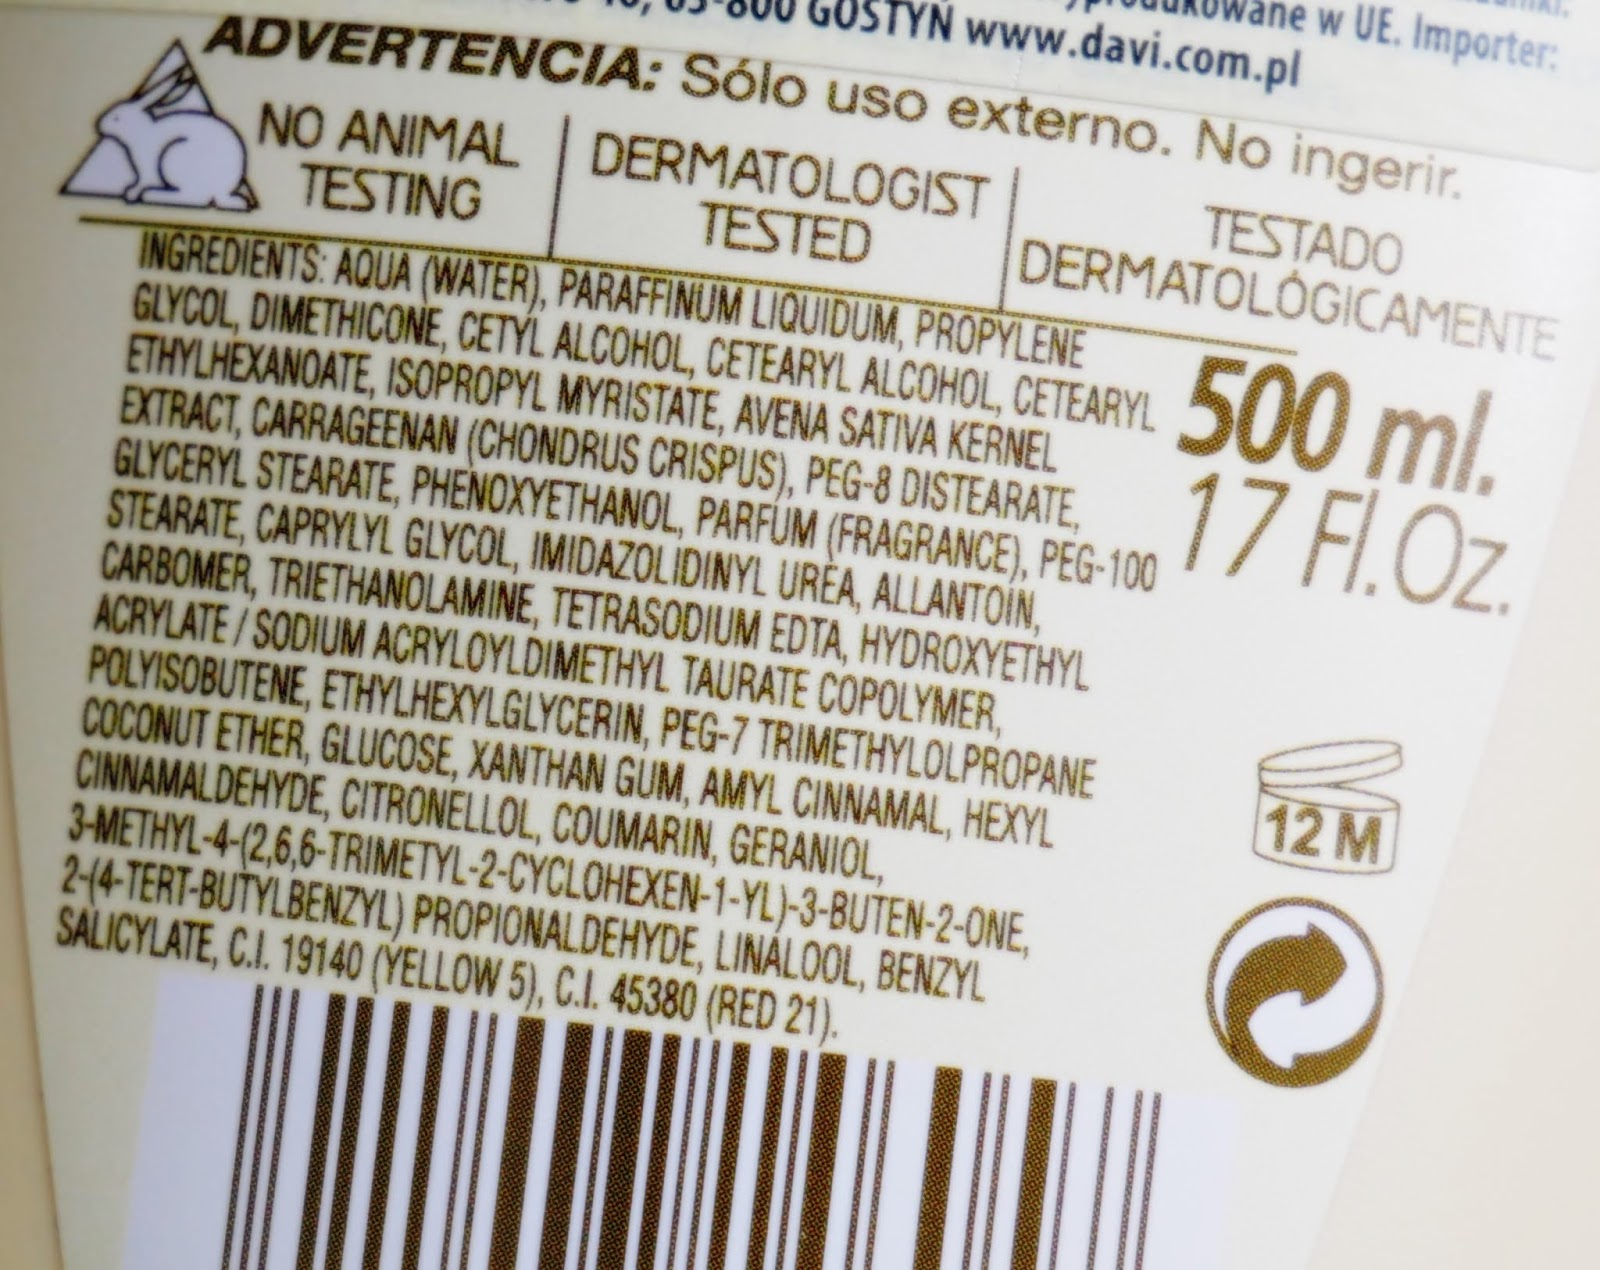 63-800 GOSTYŃ www.davi.com.pl
wyprodukowane w UE. Importer:
ADVERTENCIA: Sólo uso externo. No ingerir.
NO ANIMAL
TESTING
DERMATOLOGIST
TESTED
TESTADO
DERMATOLÓGICAMENTE
INGREDIENTS: AQUA (WATER), PARAFFINUM LIQUIDUM, PROPYLENE
GLYCOL, DIMETHICONE, CETYL ALCOHOL, CETEARYL ALCOHOL, CETEARYL
ETHYLHEXANOATE, ISOPROPYL MYRISTATE, AVENA SATIVA KERNEL
EXTRACT, CARRAGEENAN (CHONDRUS CRISPUS), PEG-8 DISTEARATE,
GLYCERYL STEARATE, PHENOXYETHANOL, PARFUM (FRAGRANCE), PEG-100
STEARATE, CAPRYLYL GLYCOL, IMIDAZOLIDINYL UREA, ALLANTOIN,
CARBOMER, TRIETHANOLAMINE, TETRASODIUM EDTA, HYDROXYETHYL
ACRYLATE / SODIUM ACRYLOYLDIMETHYL TAURATE COPOLYMER,
POLYISOBUTENE, ETHYLHEXYLGLYCERIN, PEG-7 TRIMETHYLOLPROPANE
COCONUT ETHER, GLUCOSE, XANTHAN GUM, AMYL CINNAMAL, HEXYL
CINNAMALDEHYDE, CITRONELLOL, COUMARIN, GERANIOL,
3-METHYL-4-(2,6,6-TRIMETYL-2-CYCLOHEXEN-1-YL)-3-BUTEN-2-ONE,
2-(4-TERT-BUTYLBENZYL) PROPIONALDEHYDE, LINALOOL, BENZYL
SALICYLATE, C.I. 19140 (YELLOW 5), C.I. 45380 (RED 21).
500 ml.
17 Fl.Oz.
12 M